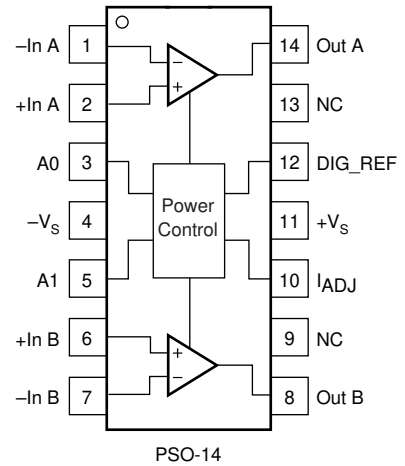 –In A 1 – 14 Out A
+In A 2 + 13 NC
A0 3 12 DIG_REF
Power
Control
–VS 4 11 +VS
A1 5 10 IADJ
+In B 6 + 9 NC
–In B 7 – 8 Out B
PSO-14